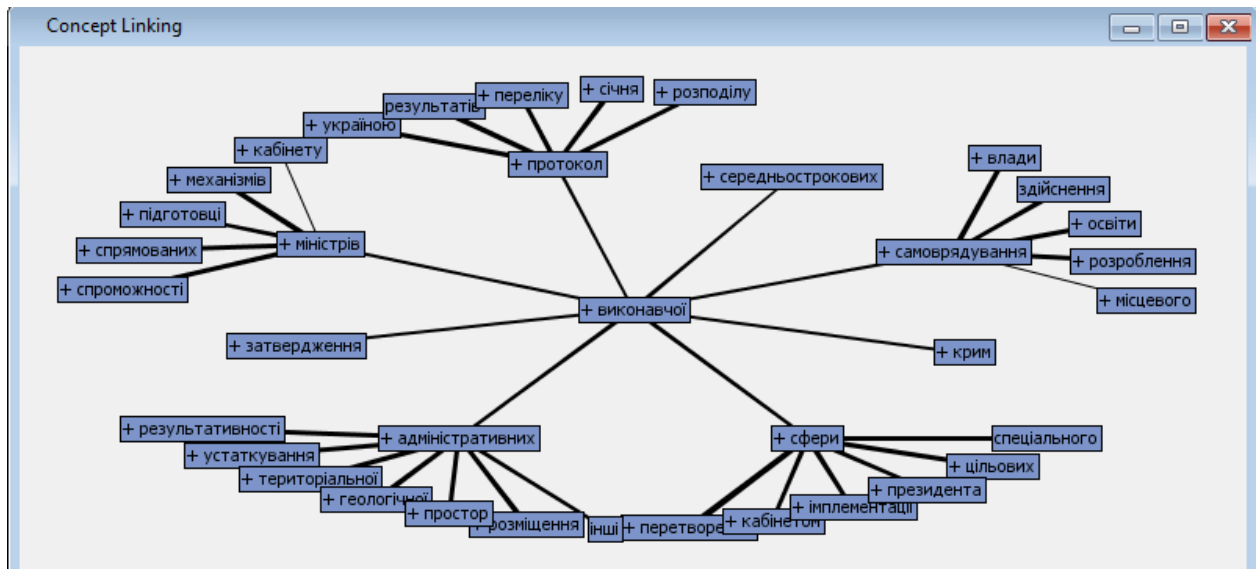 Concept Linking
+ січня
+ переліку
+ розподілу
результатів
+ україною
+ кабінету
+ протокол
+ влади
+ механізмів
+ середньострокових
здійснення
+ підготовці
+ освіти
+ міністрів
+ спрямованих
+ самоврядування
+ розроблення
+ спроможності
+ місцевого
+ виконавчої
+ затвердження
+ крим
+ результативності
+ адміністративних
+ сфери
спеціального
+ устаткування
+ цільових
+ територіальної
+ президента
+ геологічної
+ імплементації
+ простор
+ кабінетом
розміщення
інші